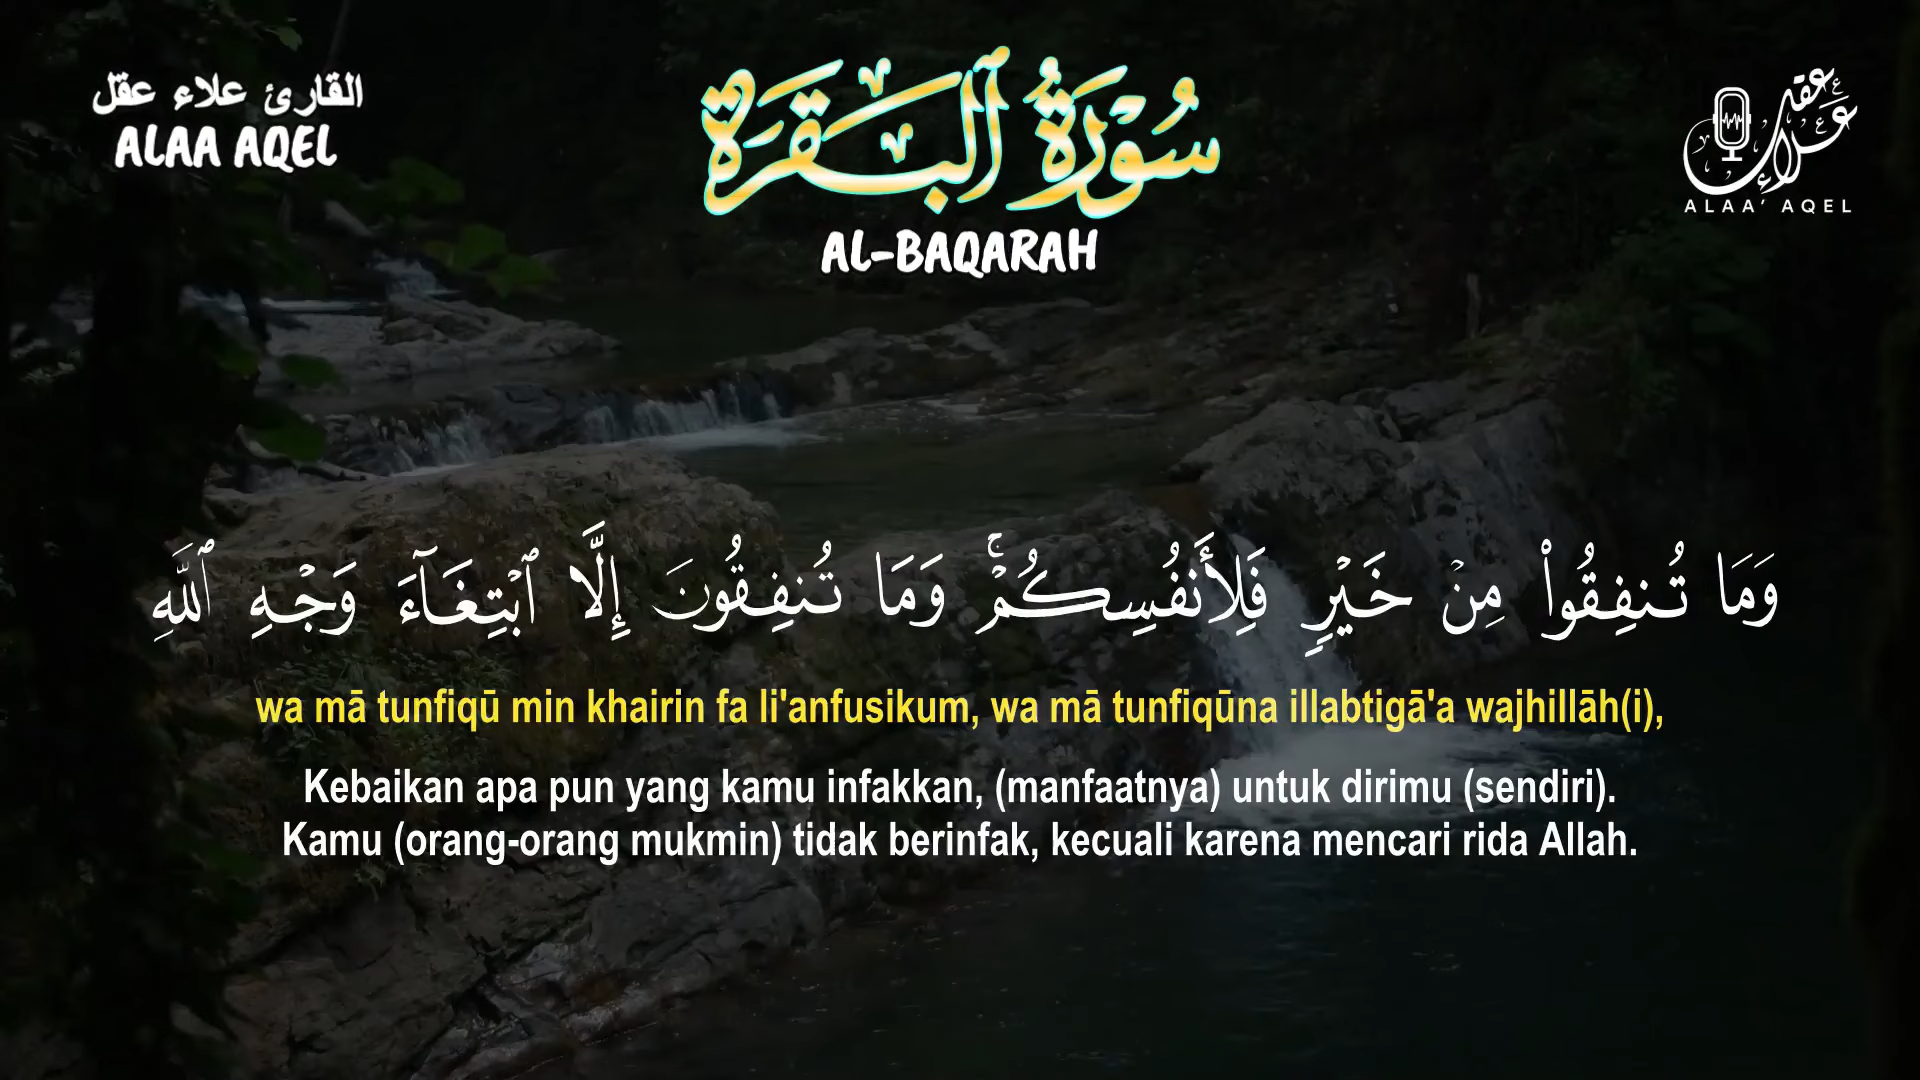 القارئ علاء عقل
ALAA AQEL
سُوْرَةُ ٱلْبَقَرَةِ
AL-BAQARAH
علاء عقل
ALAA' AQEL
وَمَا تُنفِقُوا۟ مِنْ خَيْرٍ فَلِأَنفُسِكُمْ ۚ وَمَا تُنفِقُونَ إِلَّا ٱبْتِغَآءَ وَجْهِ ٱللَّهِ
wa mā tunfiqū min khairin fa li'anfusikum, wa mā tunfiqūna illabtigā'a wajhillāh(i),
Kebaikan apa pun yang kamu infakkan, (manfaatnya) untuk dirimu (sendiri).
Kamu (orang-orang mukmin) tidak berinfak, kecuali karena mencari rida Allah.